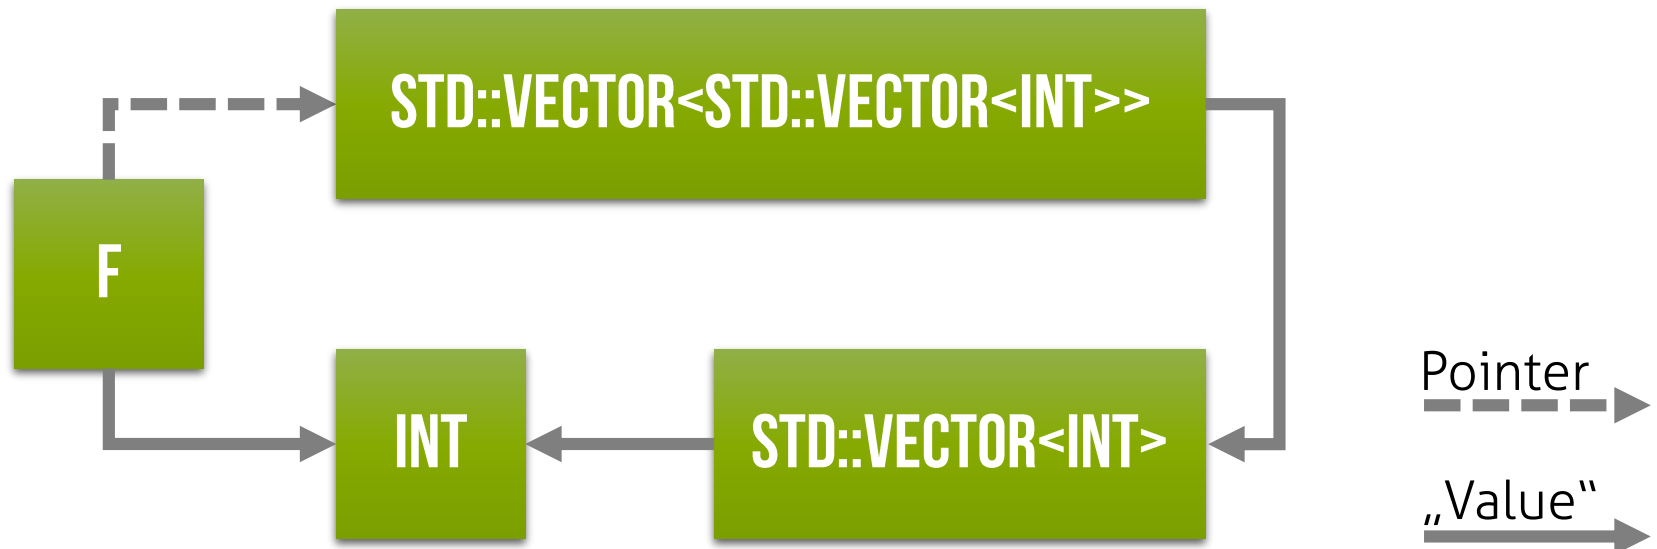 STD::VECTOR<STD::VECTOR<INT>>
F
INT
STD::VECTOR<INT>
Pointer
„Value“